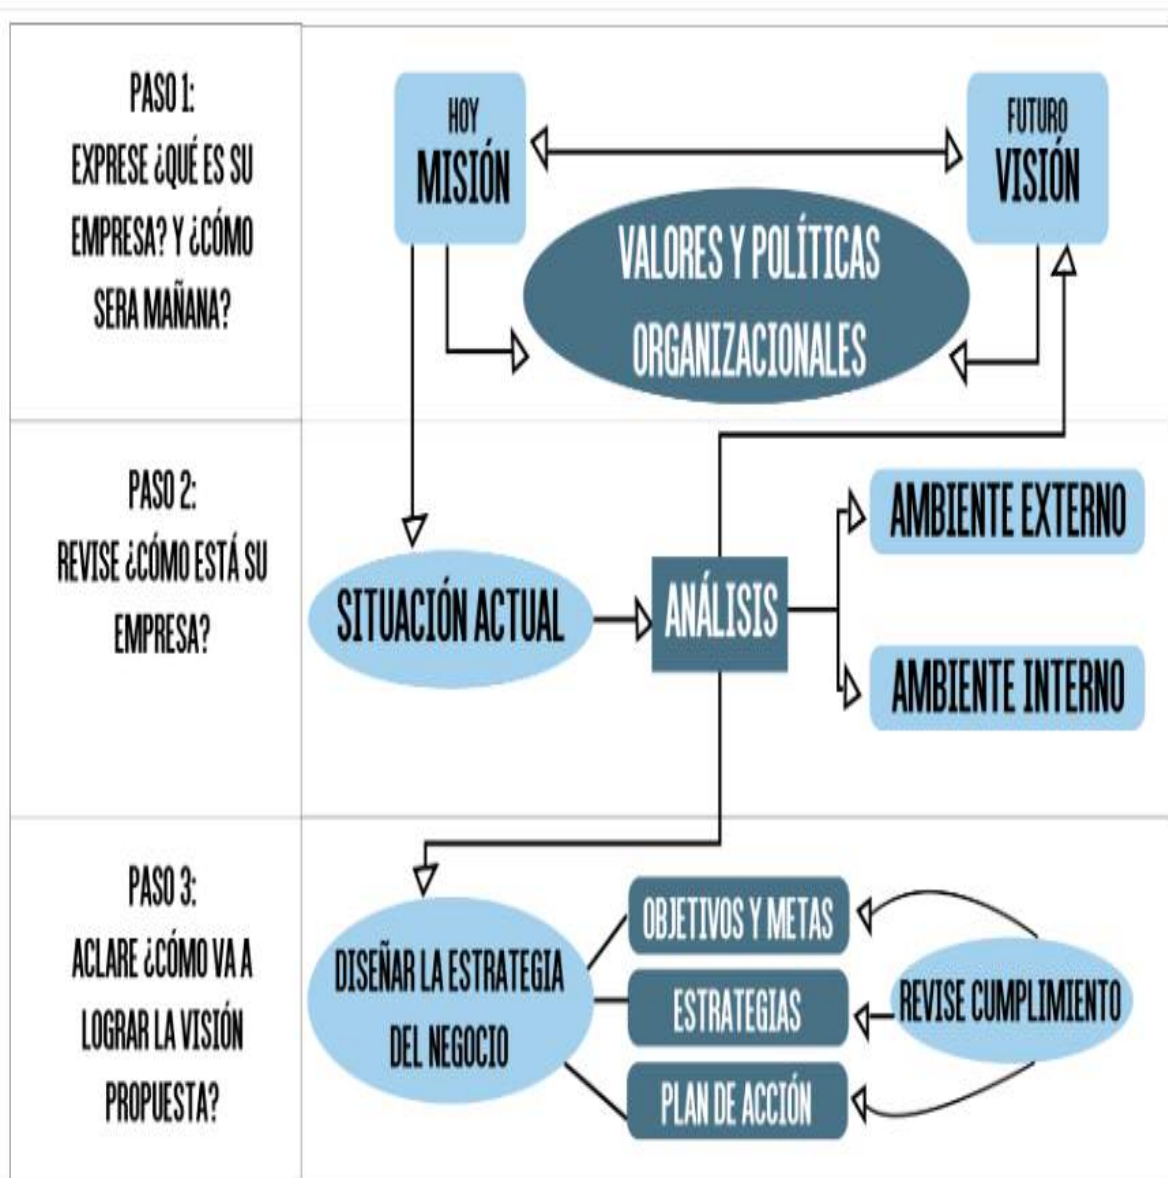 PASO 1:
EXPRESE ¿QUÉ ES SU
EMPRESA? Y ¿CÓMO
SERA MAÑANA?
HOY
MISIÓN
FUTURO
VISIÓN
VALORES Y POLÍTICAS
ORGANIZACIONALES
PASO 2:
REVISE ¿CÓMO ESTÁ SU
EMPRESA?
SITUACIÓN ACTUAL
ANÁLISIS
AMBIENTE EXTERNO
AMBIENTE INTERNO
PASO 3:
ACLARE ¿CÓMO VA A
LOGRAR LA VISIÓN
PROPUESTA?
DISEÑAR LA ESTRATEGIA
DEL NEGOCIO
OBJETIVOS Y METAS
ESTRATEGIAS
PLAN DE ACCIÓN
REVISE CUMPLIMIENTO